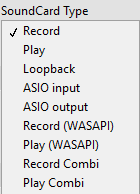 SoundCard Type
Record
Play
Loopback
ASIO input
ASIO output
Record (WASAPI)
Play (WASAPI)
Record Combi
Play Combi